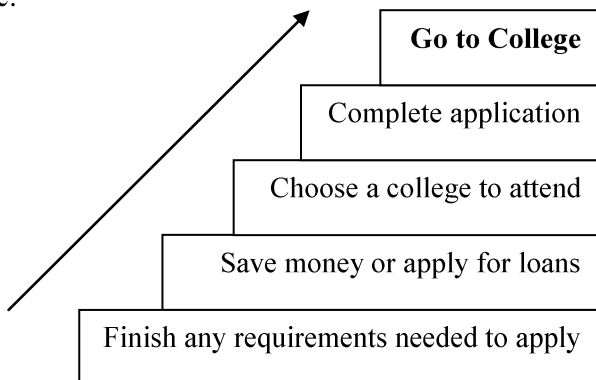 Go to College
Complete application
Choose a college to attend
Save money or apply for loans
Finish any requirements needed to apply